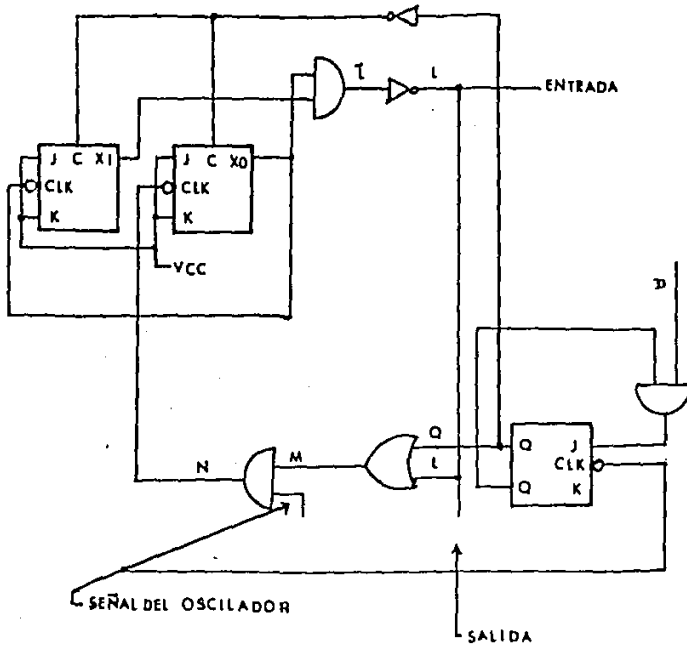 Ī L
ENTRADA
J C X1
CLK
K
J C X0
CLK
K
VCC
D
Q
L
M
N
Q J
CLK
Q K
SEÑAL DEL OSCILADOR
SALIDA